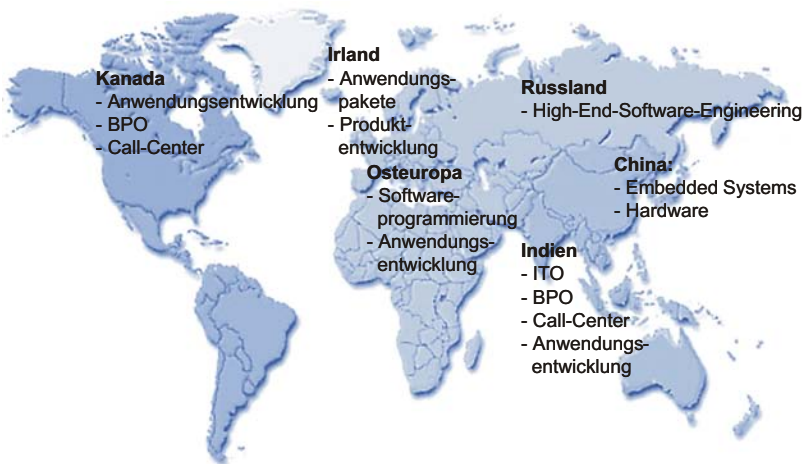 Kanada
- Anwendungsentwicklung
- BPO
- Call-Center
Irland
- Anwendungs-
pakete
- Produkt-
entwicklung
Osteuropa
- Software-
programmierung
- Anwendungs-
entwicklung
Russland
- High-End-Software-Engineering
China:
- Embedded Systems
- Hardware
Indien
- ITO
- BPO
- Call-Center
- Anwendungs-
entwicklung